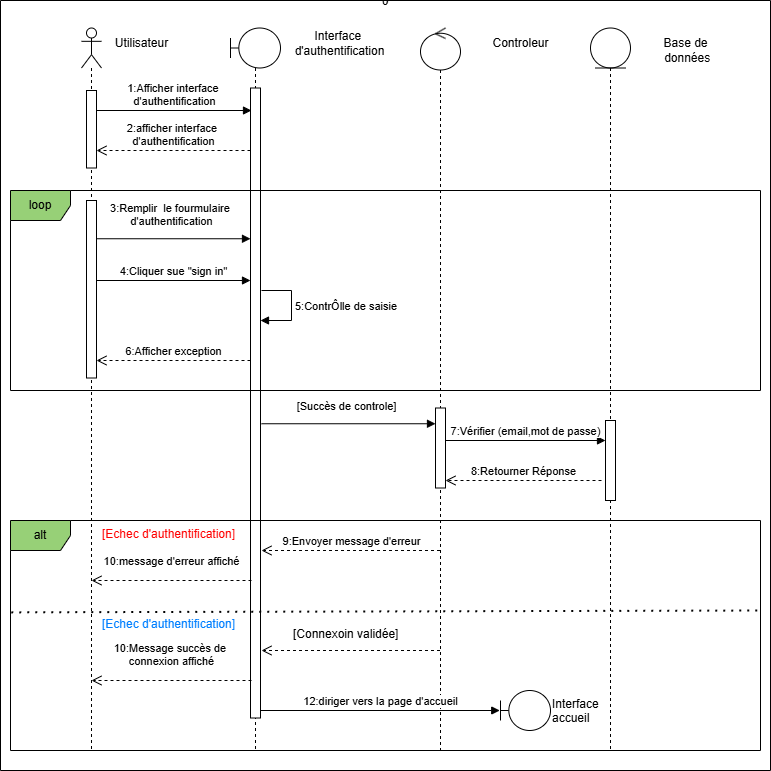 Utilisateur
Interface
d'authentification
Controleur
Base de
données
1:Afficher interface
d'authentification
2:afficher interface
d'authentification
loop
3:Remplir le fourmulaire
d'authentification
4:Cliquer sue "sign in"
5:ContrÔlle de saisie
6:Afficher exception
[Succès de controle]
7:Vérifier (email,mot de passe)
8:Retourner Réponse
alt
[Echec d'authentification]
9:Envoyer message d'erreur
10:message d'erreur affiché
[Echec d'authentification]
[Connexoin validée]
10:Message succès de
connexion affiché
12:diriger vers la page d'accueil
Interface
accueil